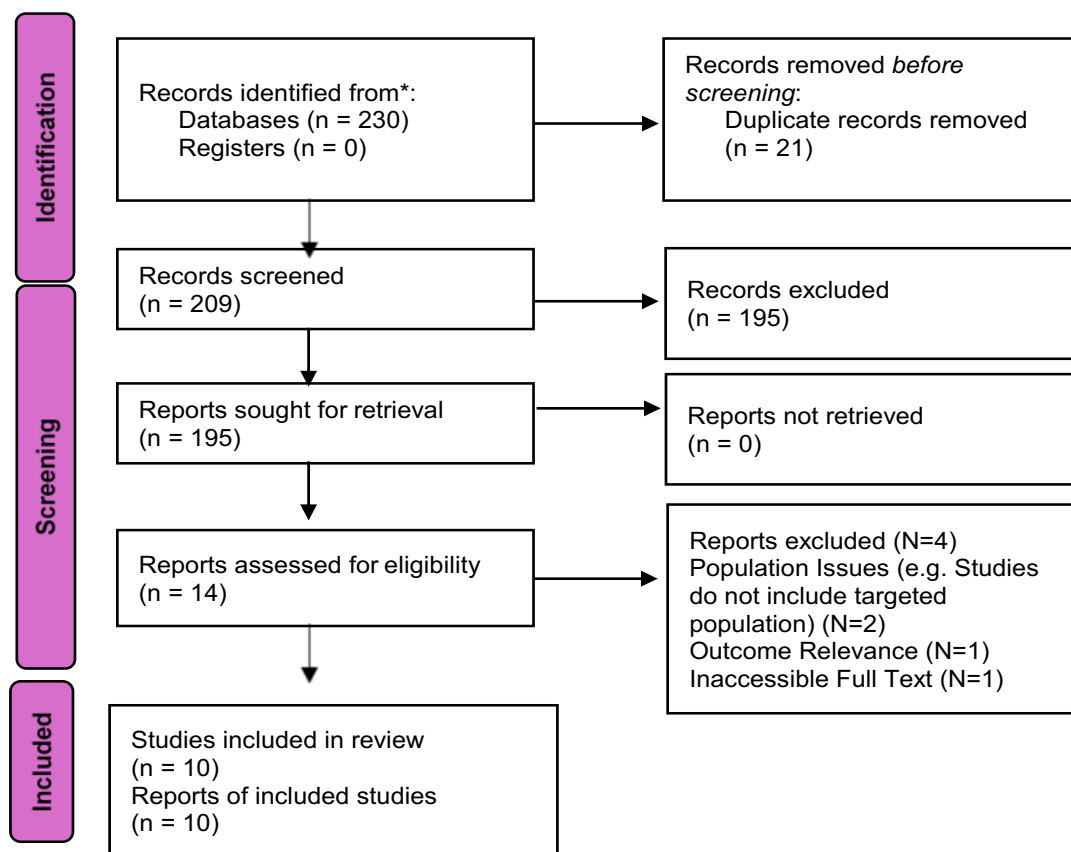 Identification
Records identified from*:
Databases (n = 230)
Registers (n = 0)
Records removed before
screening:
Duplicate records removed
(n = 21)
Screening
Records screened
(n = 209)
Records excluded
(n = 195)
Reports sought for retrieval
(n = 195)
Reports not retrieved
(n = 0)
Reports assessed for eligibility
(n = 14)
Reports excluded (N=4)
Population Issues (e.g. Studies
do not include targeted
population) (N=2)
Outcome Relevance (N=1)
Inaccessible Full Text (N=1)
Included
Studies included in review
(n = 10)
Reports of included studies
(n = 10)